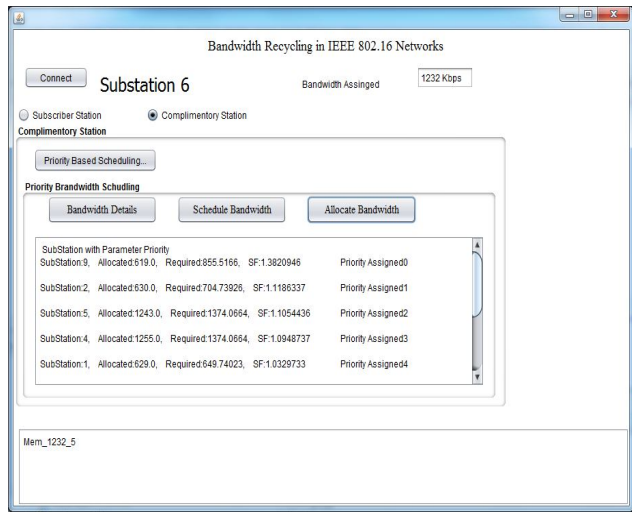 Bandwidth Recycling in IEEE 802.16 Networks
Connect Substation 6 Bandwidth Assinged 1232 Kbps
Subscriber Station Complimentory Station
Complimentory Station
Priority Based Scheduling...
Priority Brandwidth Schudling
Bandwidth Details Schedule Bandwidth Allocate Bandwidth
SubStation with Parameter Priority
SubStation:9, Allocated:619.0, Required:855.5166, SF:1.3820946 Priority Assigned0
SubStation:2, Allocated:630.0, Required:704.73926, SF:1.1186337 Priority Assigned1
SubStation:5, Allocated:1243.0, Required:1374.0664, SF:1.1054436 Priority Assigned2
SubStation:4, Allocated:1255.0, Required:1374.0664, SF:1.0948737 Priority Assigned3
SubStation:1, Allocated:629.0, Required:649.74023, SF:1.0329733 Priority Assigned4
Mem_1232_5